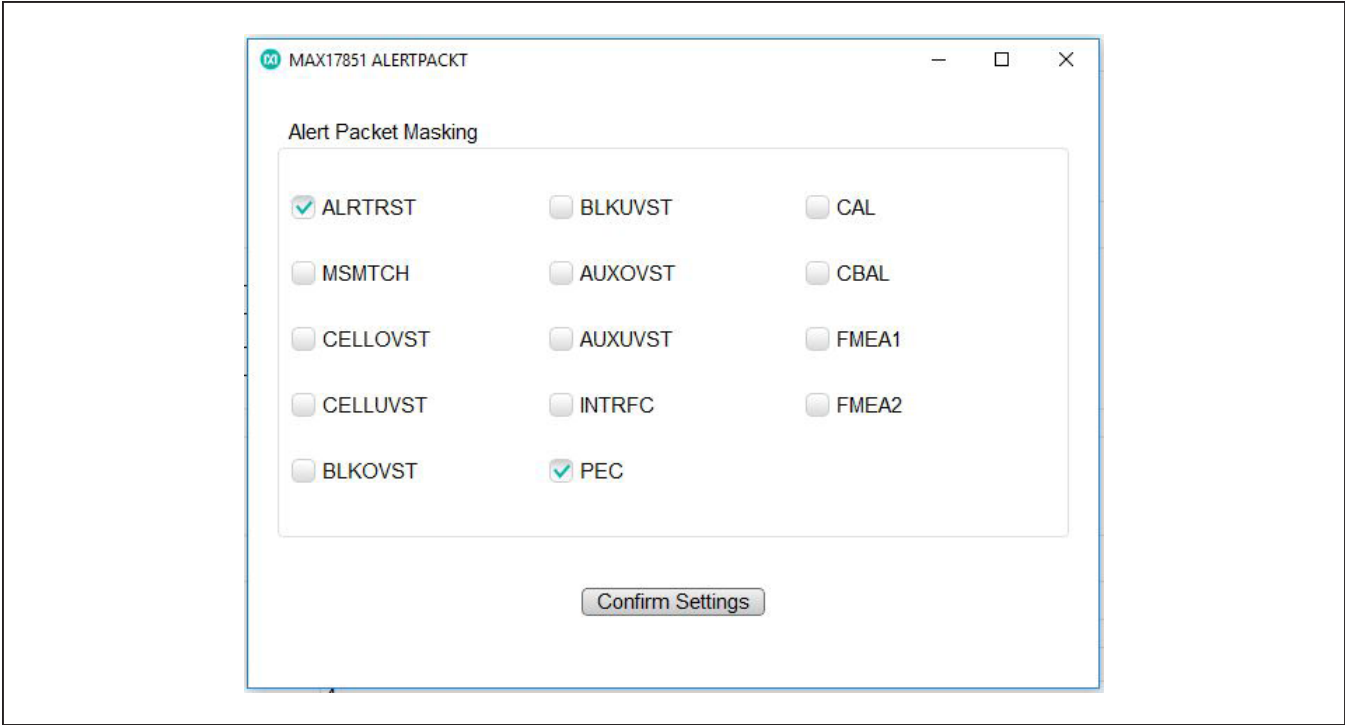 MAX17851 ALERTPACKT
Alert Packet Masking
ALRTRST BLKUVST CAL
MSMTCH AUXOVST CBAL
CELLOVST AUXUVST FMEA1
CELLUVST INTRFC FMEA2
BLKOVST PEC
Confirm Settings